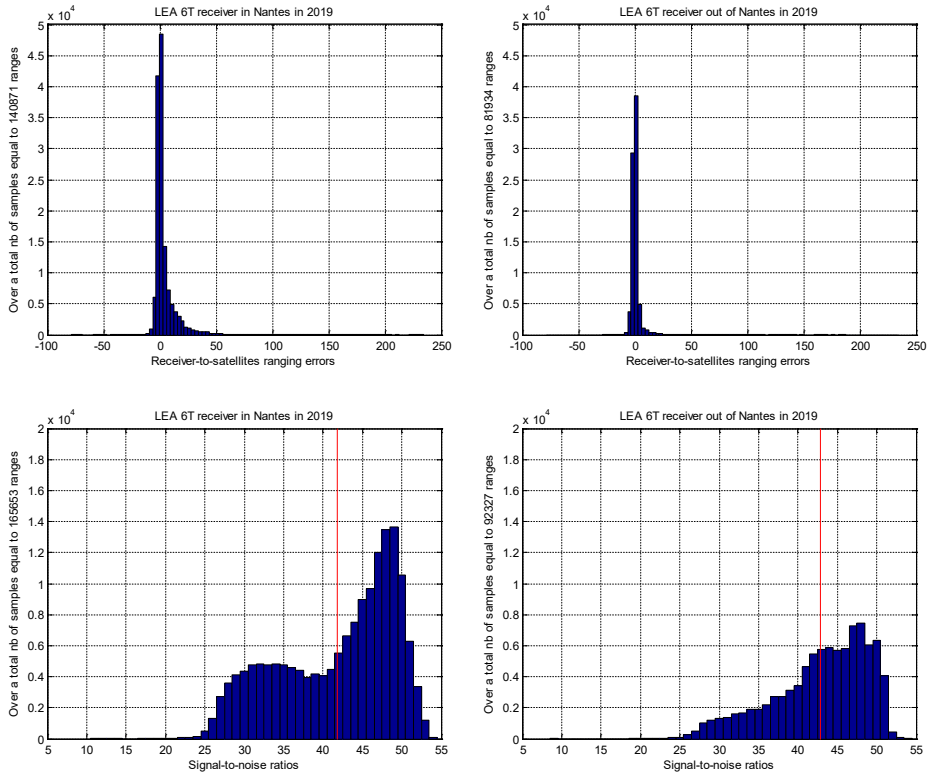 LEA 6T receiver in Nantes in 2019
x 10^4
5
4.5
4
3.5
3
2.5
2
1.5
1
0.5
0
Over a total nb of samples equal to 140871 ranges
-100 -50 0 50 100 150 200 250
Receiver-to-satellites ranging errors
LEA 6T receiver out of Nantes in 2019
x 10^4
5
4.5
4
3.5
3
2.5
2
1.5
1
0.5
0
Over a total nb of samples equal to 81934 ranges
-100 -50 0 50 100 150 200 250
Receiver-to-satellites ranging errors
LEA 6T receiver in Nantes in 2019
x 10^4
2
1.8
1.6
1.4
1.2
1
0.8
0.6
0.4
0.2
0
Over a total nb of samples equal to 165653 ranges
5 10 15 20 25 30 35 40 45 50 55
Signal-to-noise ratios
LEA 6T receiver out of Nantes in 2019
x 10^4
2
1.8
1.6
1.4
1.2
1
0.8
0.6
0.4
0.2
0
Over a total nb of samples equal to 92327 ranges
5 10 15 20 25 30 35 40 45 50 55
Signal-to-noise ratios